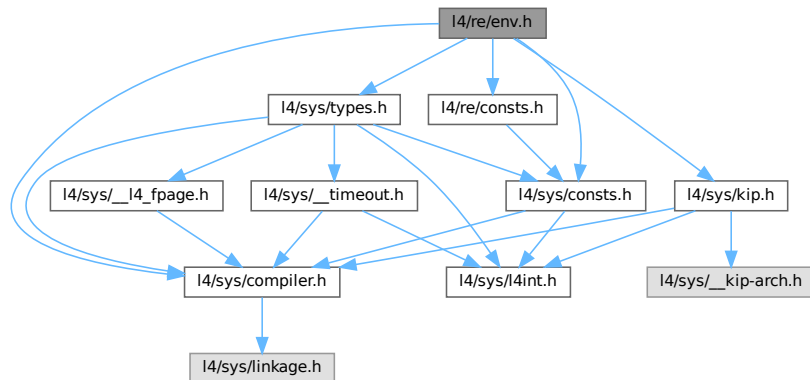 l4/re/env.h
l4/sys/types.h
l4/re/consts.h
l4/sys/__l4_fpage.h
l4/sys/__timeout.h
l4/sys/consts.h
l4/sys/kip.h
l4/sys/compiler.h
l4/sys/l4int.h
l4/sys/__kip-arch.h
l4/sys/linkage.h